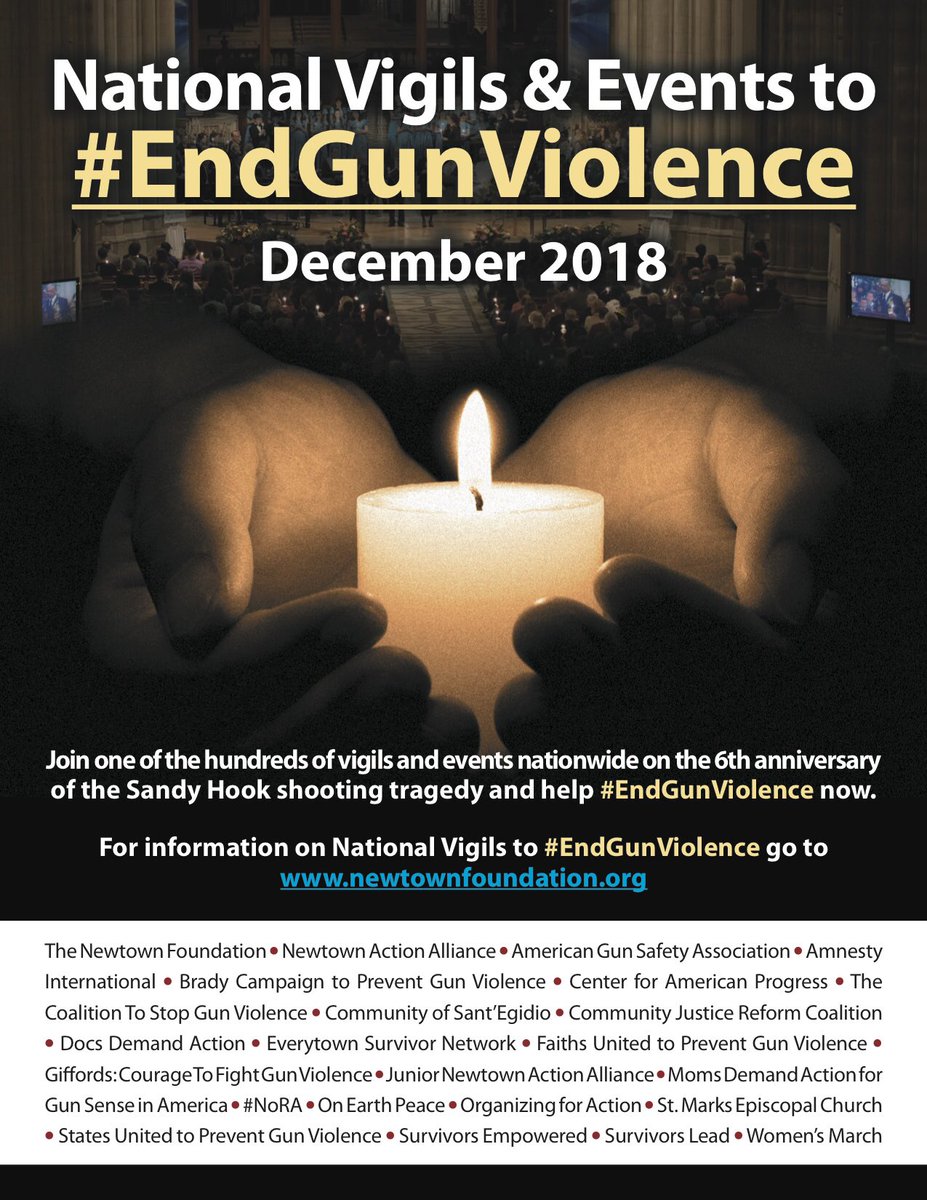 National Vigils & Events to
#EndGunViolence
December 2018
Join one of the hundreds of vigils and events nationwide on the 6th anniversary
of the Sandy Hook shooting tragedy and help #EndGunViolence now.
For information on National Vigils to #EndGunViolence go to
www.newtownfoundation.org
The Newtown Foundation • Newtown Action Alliance • American Gun Safety Association • Amnesty
International • Brady Campaign to Prevent Gun Violence • Center for American Progress • The
Coalition To Stop Gun Violence • Community of Sant’Egidio • Community Justice Reform Coalition
• Docs Demand Action • Everytown Survivor Network • Faiths United to Prevent Gun Violence •
Giffords: Courage To Fight Gun Violence • Junior Newtown Action Alliance • Moms Demand Action for
Gun Sense in America • #NoRA • On Earth Peace • Organizing for Action • St. Marks Episcopal Church
• States United to Prevent Gun Violence • Survivors Empowered • Survivors Lead • Women’s March